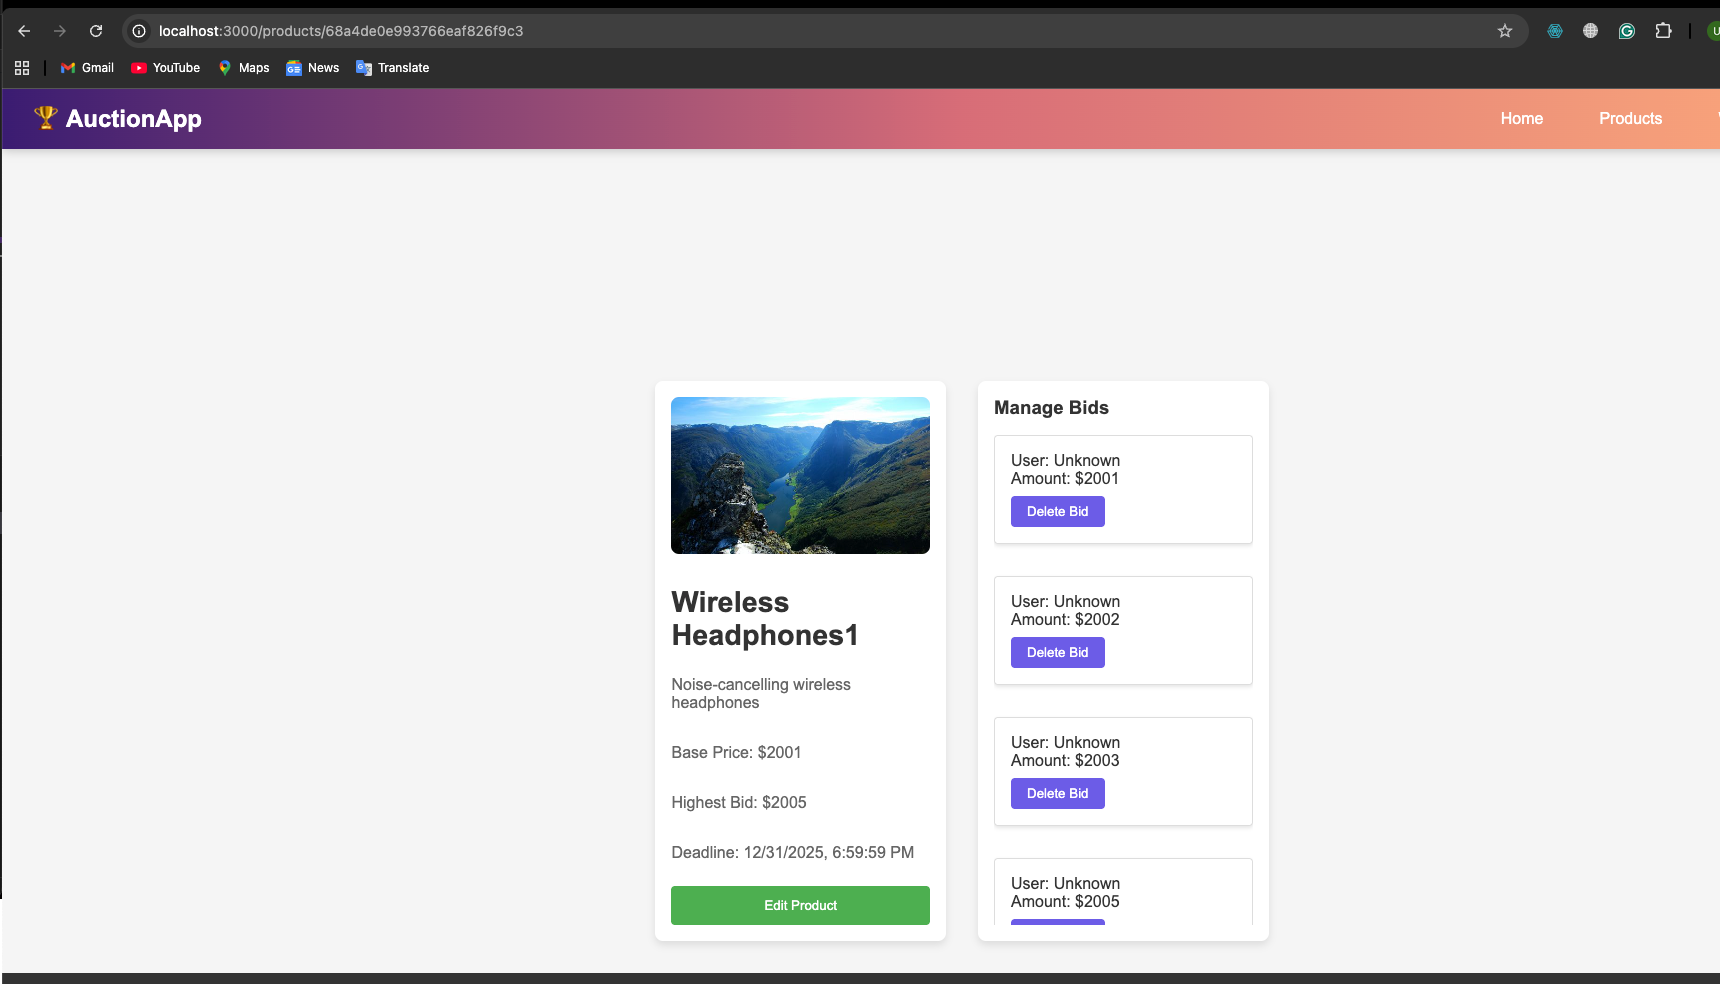 localhost:3000/products/68a4de0e993766eaf826f9c3
Gmail YouTube Maps News Translate
🏆 AuctionApp
Home Products
Wireless
Headphones1
Noise-cancelling wireless
headphones
Base Price: $2001
Highest Bid: $2005
Deadline: 12/31/2025, 6:59:59 PM
Edit Product
Manage Bids
User: Unknown
Amount: $2001
Delete Bid
User: Unknown
Amount: $2002
Delete Bid
User: Unknown
Amount: $2003
Delete Bid
User: Unknown
Amount: $2005